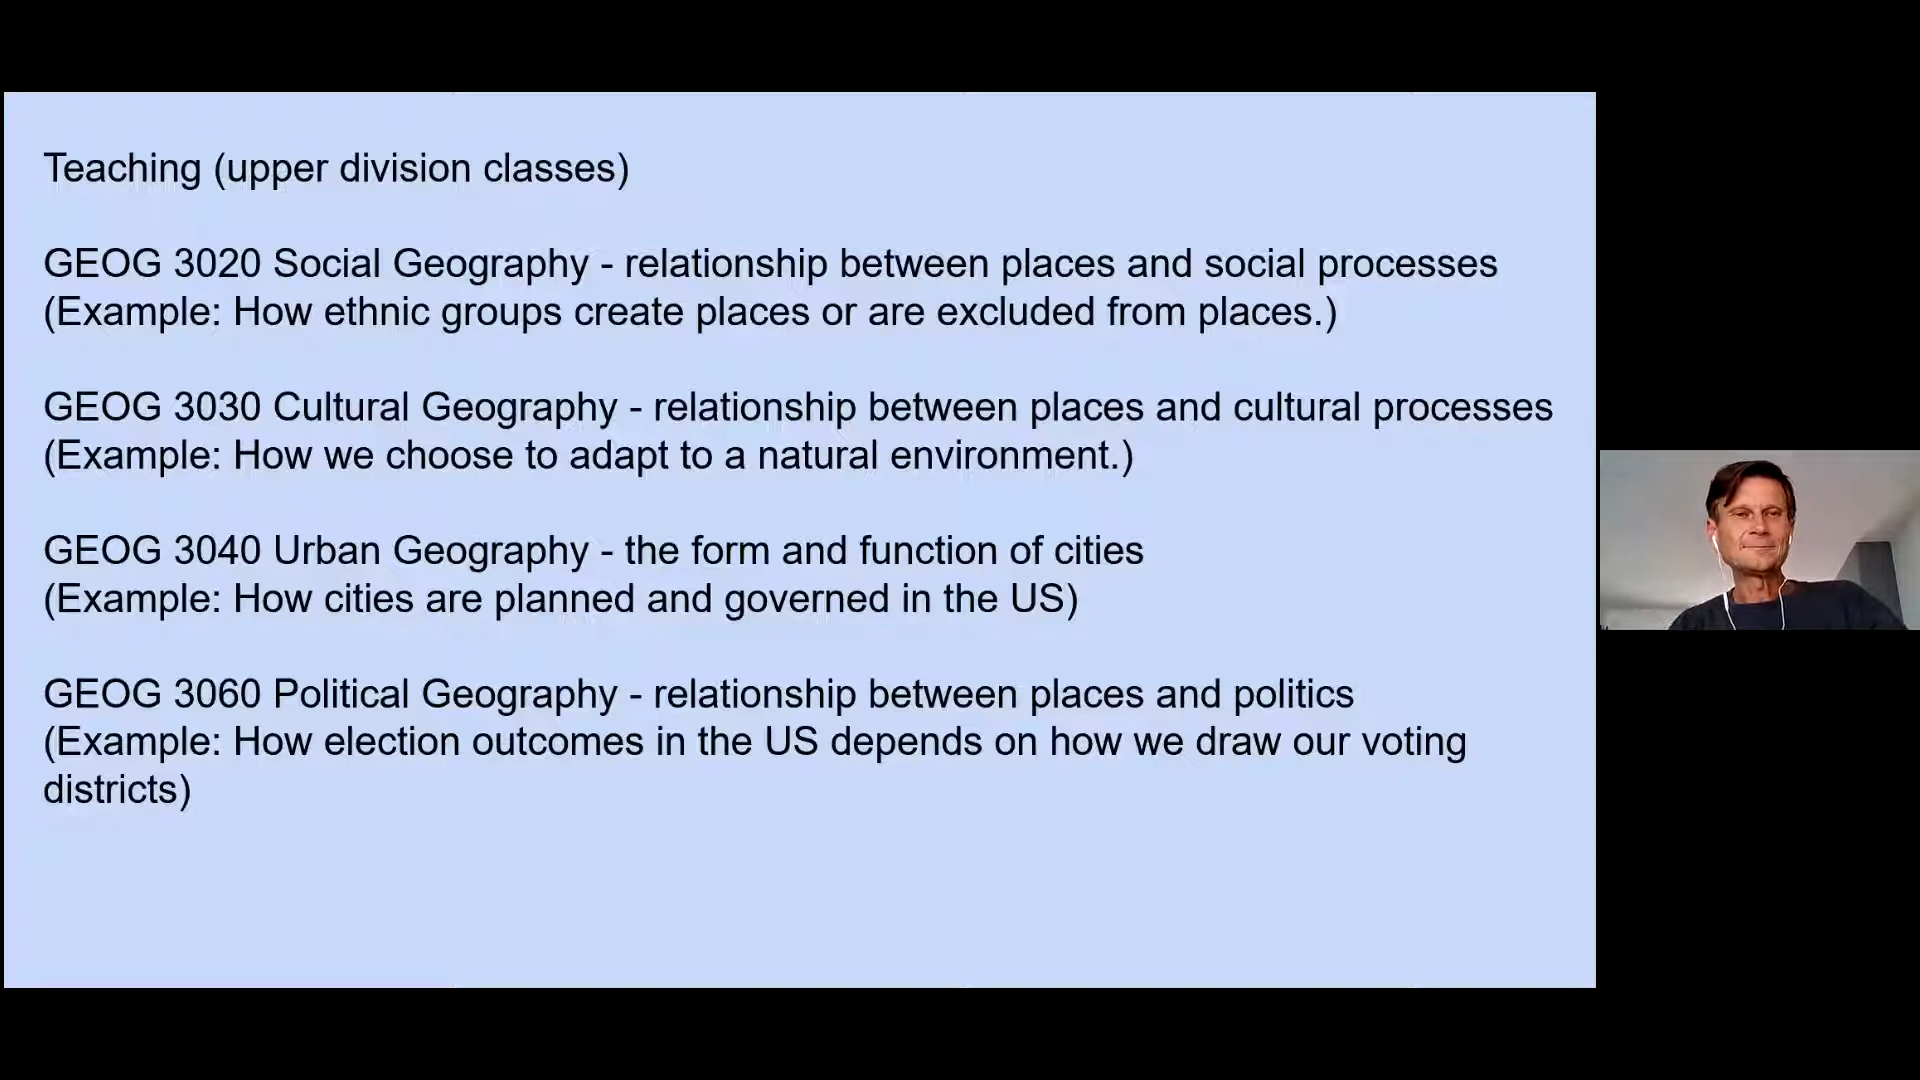 Teaching (upper division classes)
GEOG 3020 Social Geography - relationship between places and social processes
(Example: How ethnic groups create places or are excluded from places.)
GEOG 3030 Cultural Geography - relationship between places and cultural processes
(Example: How we choose to adapt to a natural environment.)
GEOG 3040 Urban Geography - the form and function of cities
(Example: How cities are planned and governed in the US)
GEOG 3060 Political Geography - relationship between places and politics
(Example: How election outcomes in the US depends on how we draw our voting
districts)